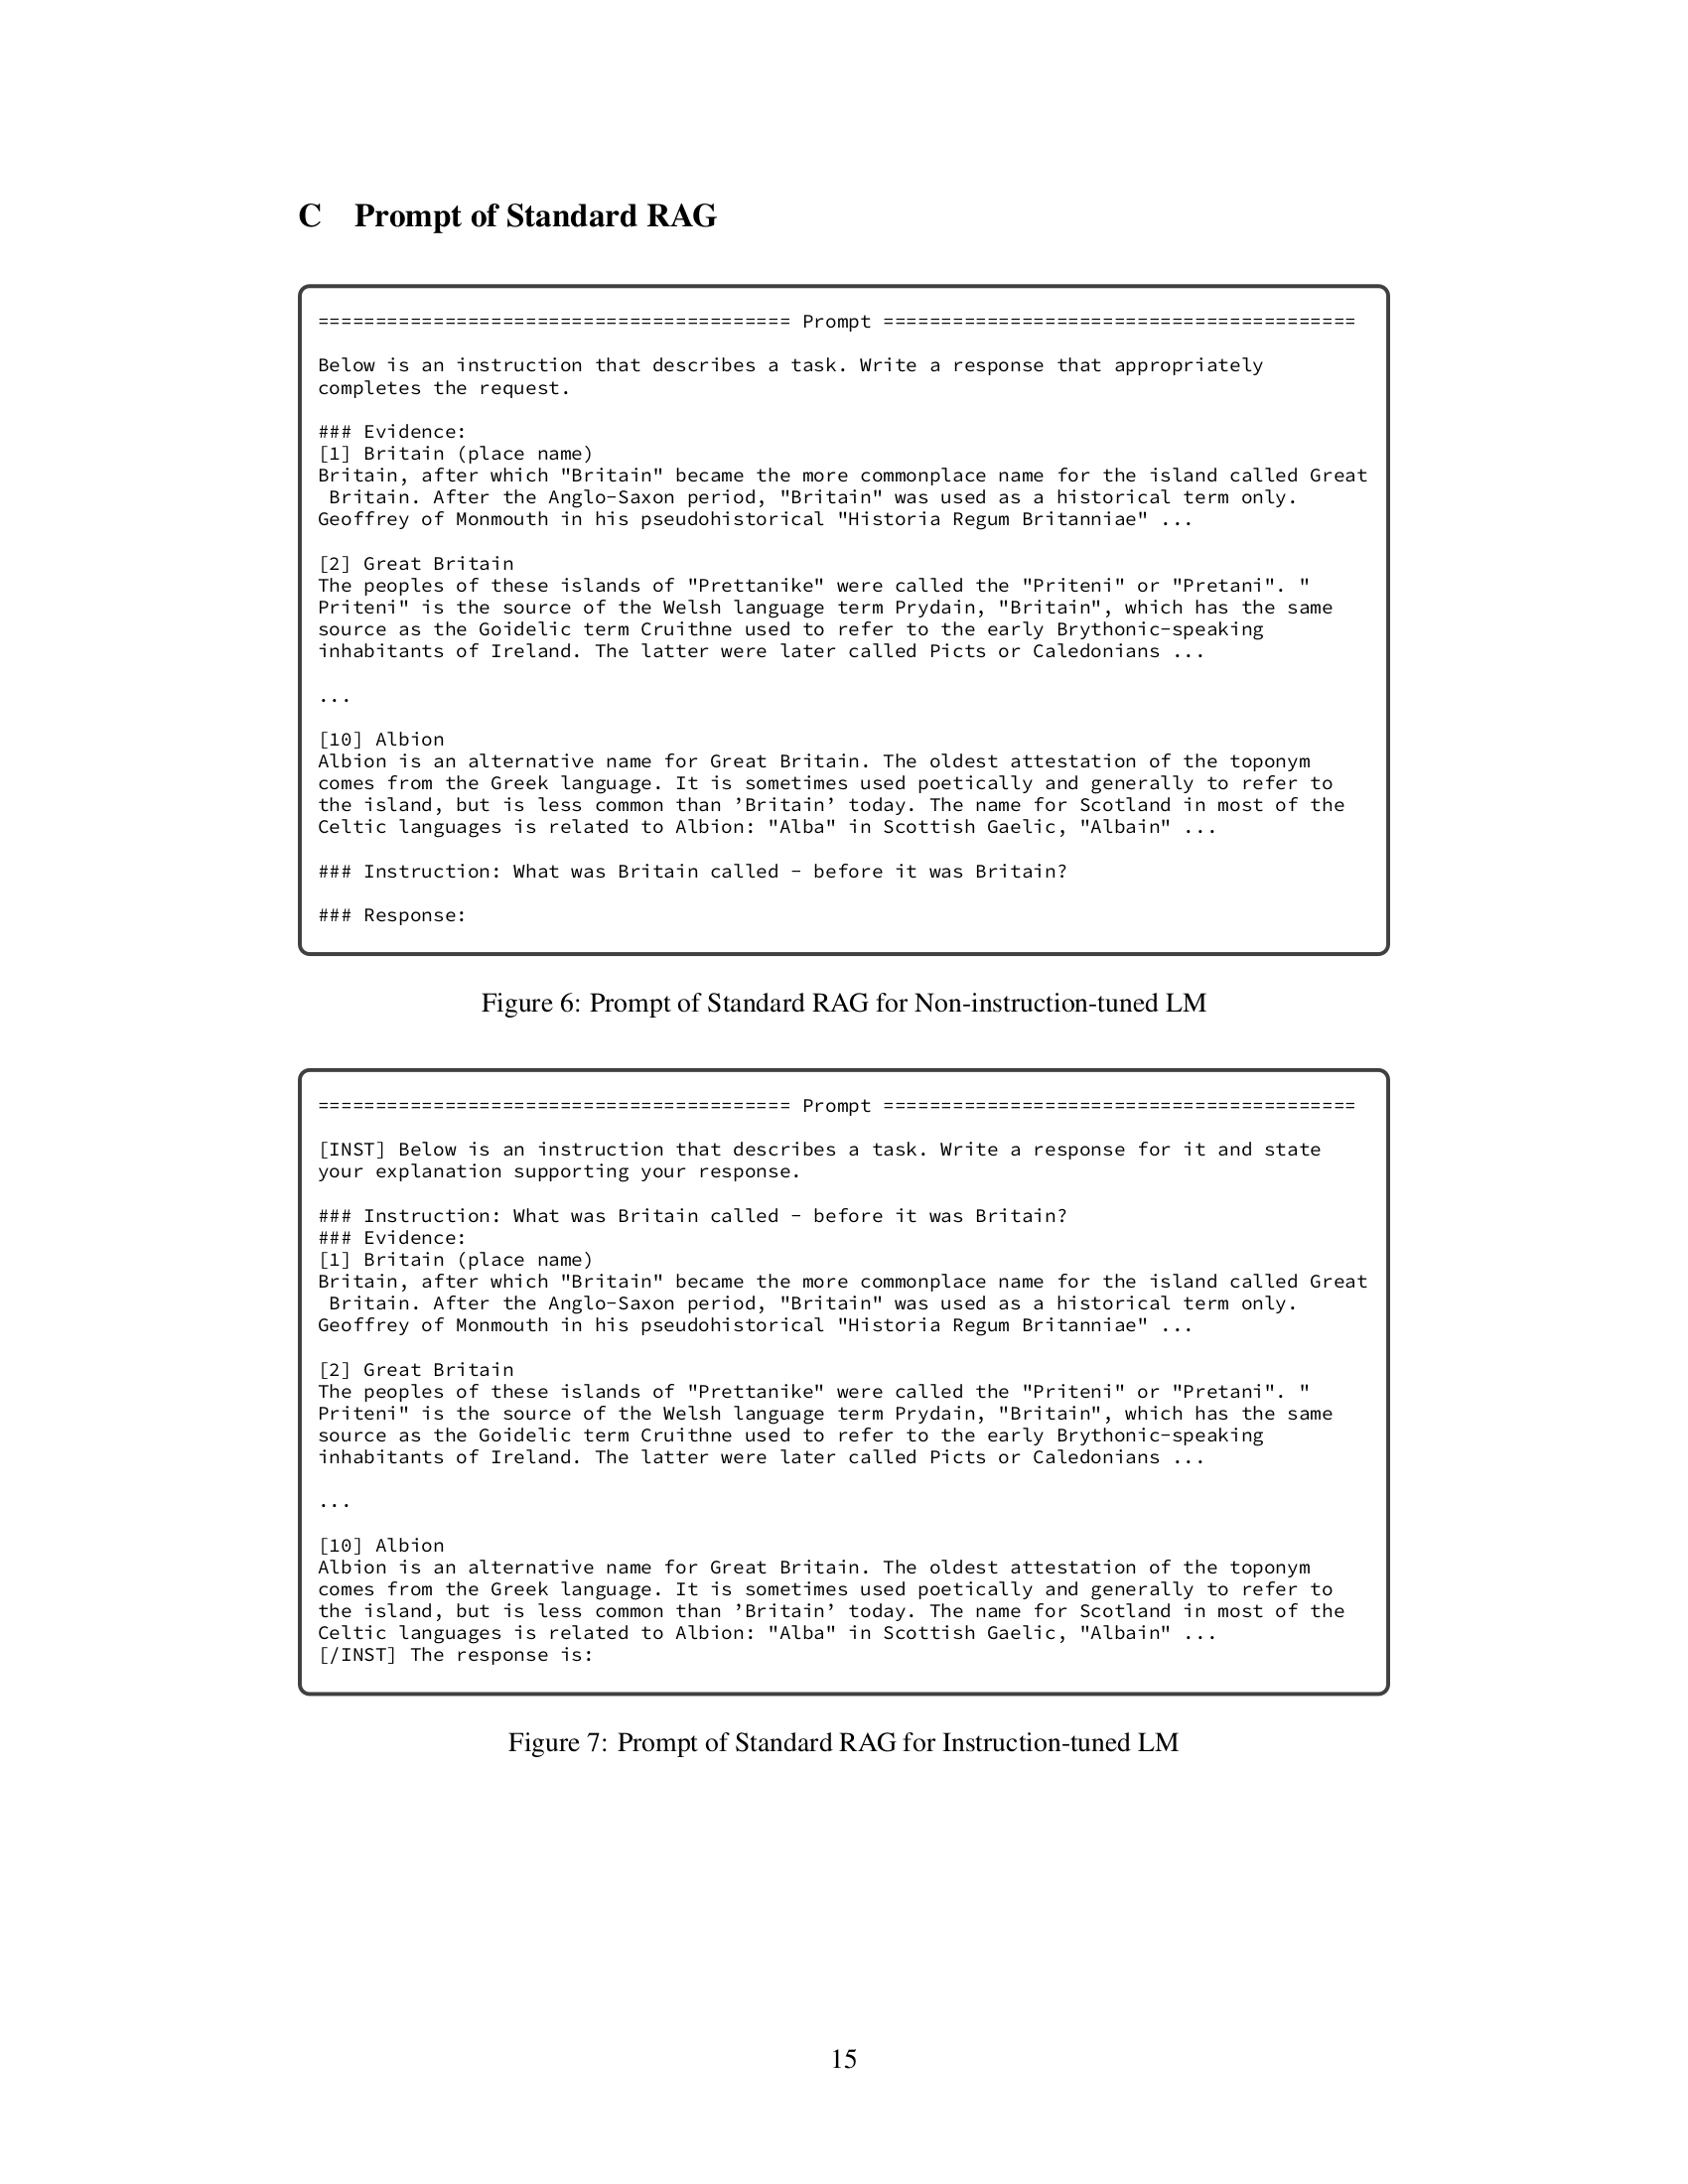 C Prompt of Standard RAG
========================================= Prompt =========================================
Below is an instruction that describes a task. Write a response that appropriately
completes the request.
### Evidence:
[1] Britain (place name)
Britain, after which "Britain" became the more commonplace name for the island called Great
Britain. After the Anglo-Saxon period, "Britain" was used as a historical term only.
Geoffrey of Monmouth in his pseudohistorical "Historia Regum Britanniae" ...
[2] Great Britain
The peoples of these islands of "Prettanike" were called the "Priteni" or "Pretani". "
Priteni" is the source of the Welsh language term Prydain, "Britain", which has the same
source as the Goidelic term Cruithne used to refer to the early Brythonic-speaking
inhabitants of Ireland. The latter were later called Picts or Caledonians ...
...
[10] Albion
Albion is an alternative name for Great Britain. The oldest attestation of the toponym
comes from the Greek language. It is sometimes used poetically and generally to refer to
the island, but is less common than ’Britain’ today. The name for Scotland in most of the
Celtic languages is related to Albion: "Alba" in Scottish Gaelic, "Albain" ...
### Instruction: What was Britain called - before it was Britain?
### Response:
Figure 6: Prompt of Standard RAG for Non-instruction-tuned LM
========================================= Prompt =========================================
[INST] Below is an instruction that describes a task. Write a response for it and state
your explanation supporting your response.
### Instruction: What was Britain called - before it was Britain?
### Evidence:
[1] Britain (place name)
Britain, after which "Britain" became the more commonplace name for the island called Great
Britain. After the Anglo-Saxon period, "Britain" was used as a historical term only.
Geoffrey of Monmouth in his pseudohistorical "Historia Regum Britanniae" ...
[2] Great Britain
The peoples of these islands of "Prettanike" were called the "Priteni" or "Pretani". "
Priteni" is the source of the Welsh language term Prydain, "Britain", which has the same
source as the Goidelic term Cruithne used to refer to the early Brythonic-speaking
inhabitants of Ireland. The latter were later called Picts or Caledonians ...
...
[10] Albion
Albion is an alternative name for Great Britain. The oldest attestation of the toponym
comes from the Greek language. It is sometimes used poetically and generally to refer to
the island, but is less common than ’Britain’ today. The name for Scotland in most of the
Celtic languages is related to Albion: "Alba" in Scottish Gaelic, "Albain" ...
[/INST] The response is:
Figure 7: Prompt of Standard RAG for Instruction-tuned LM
15